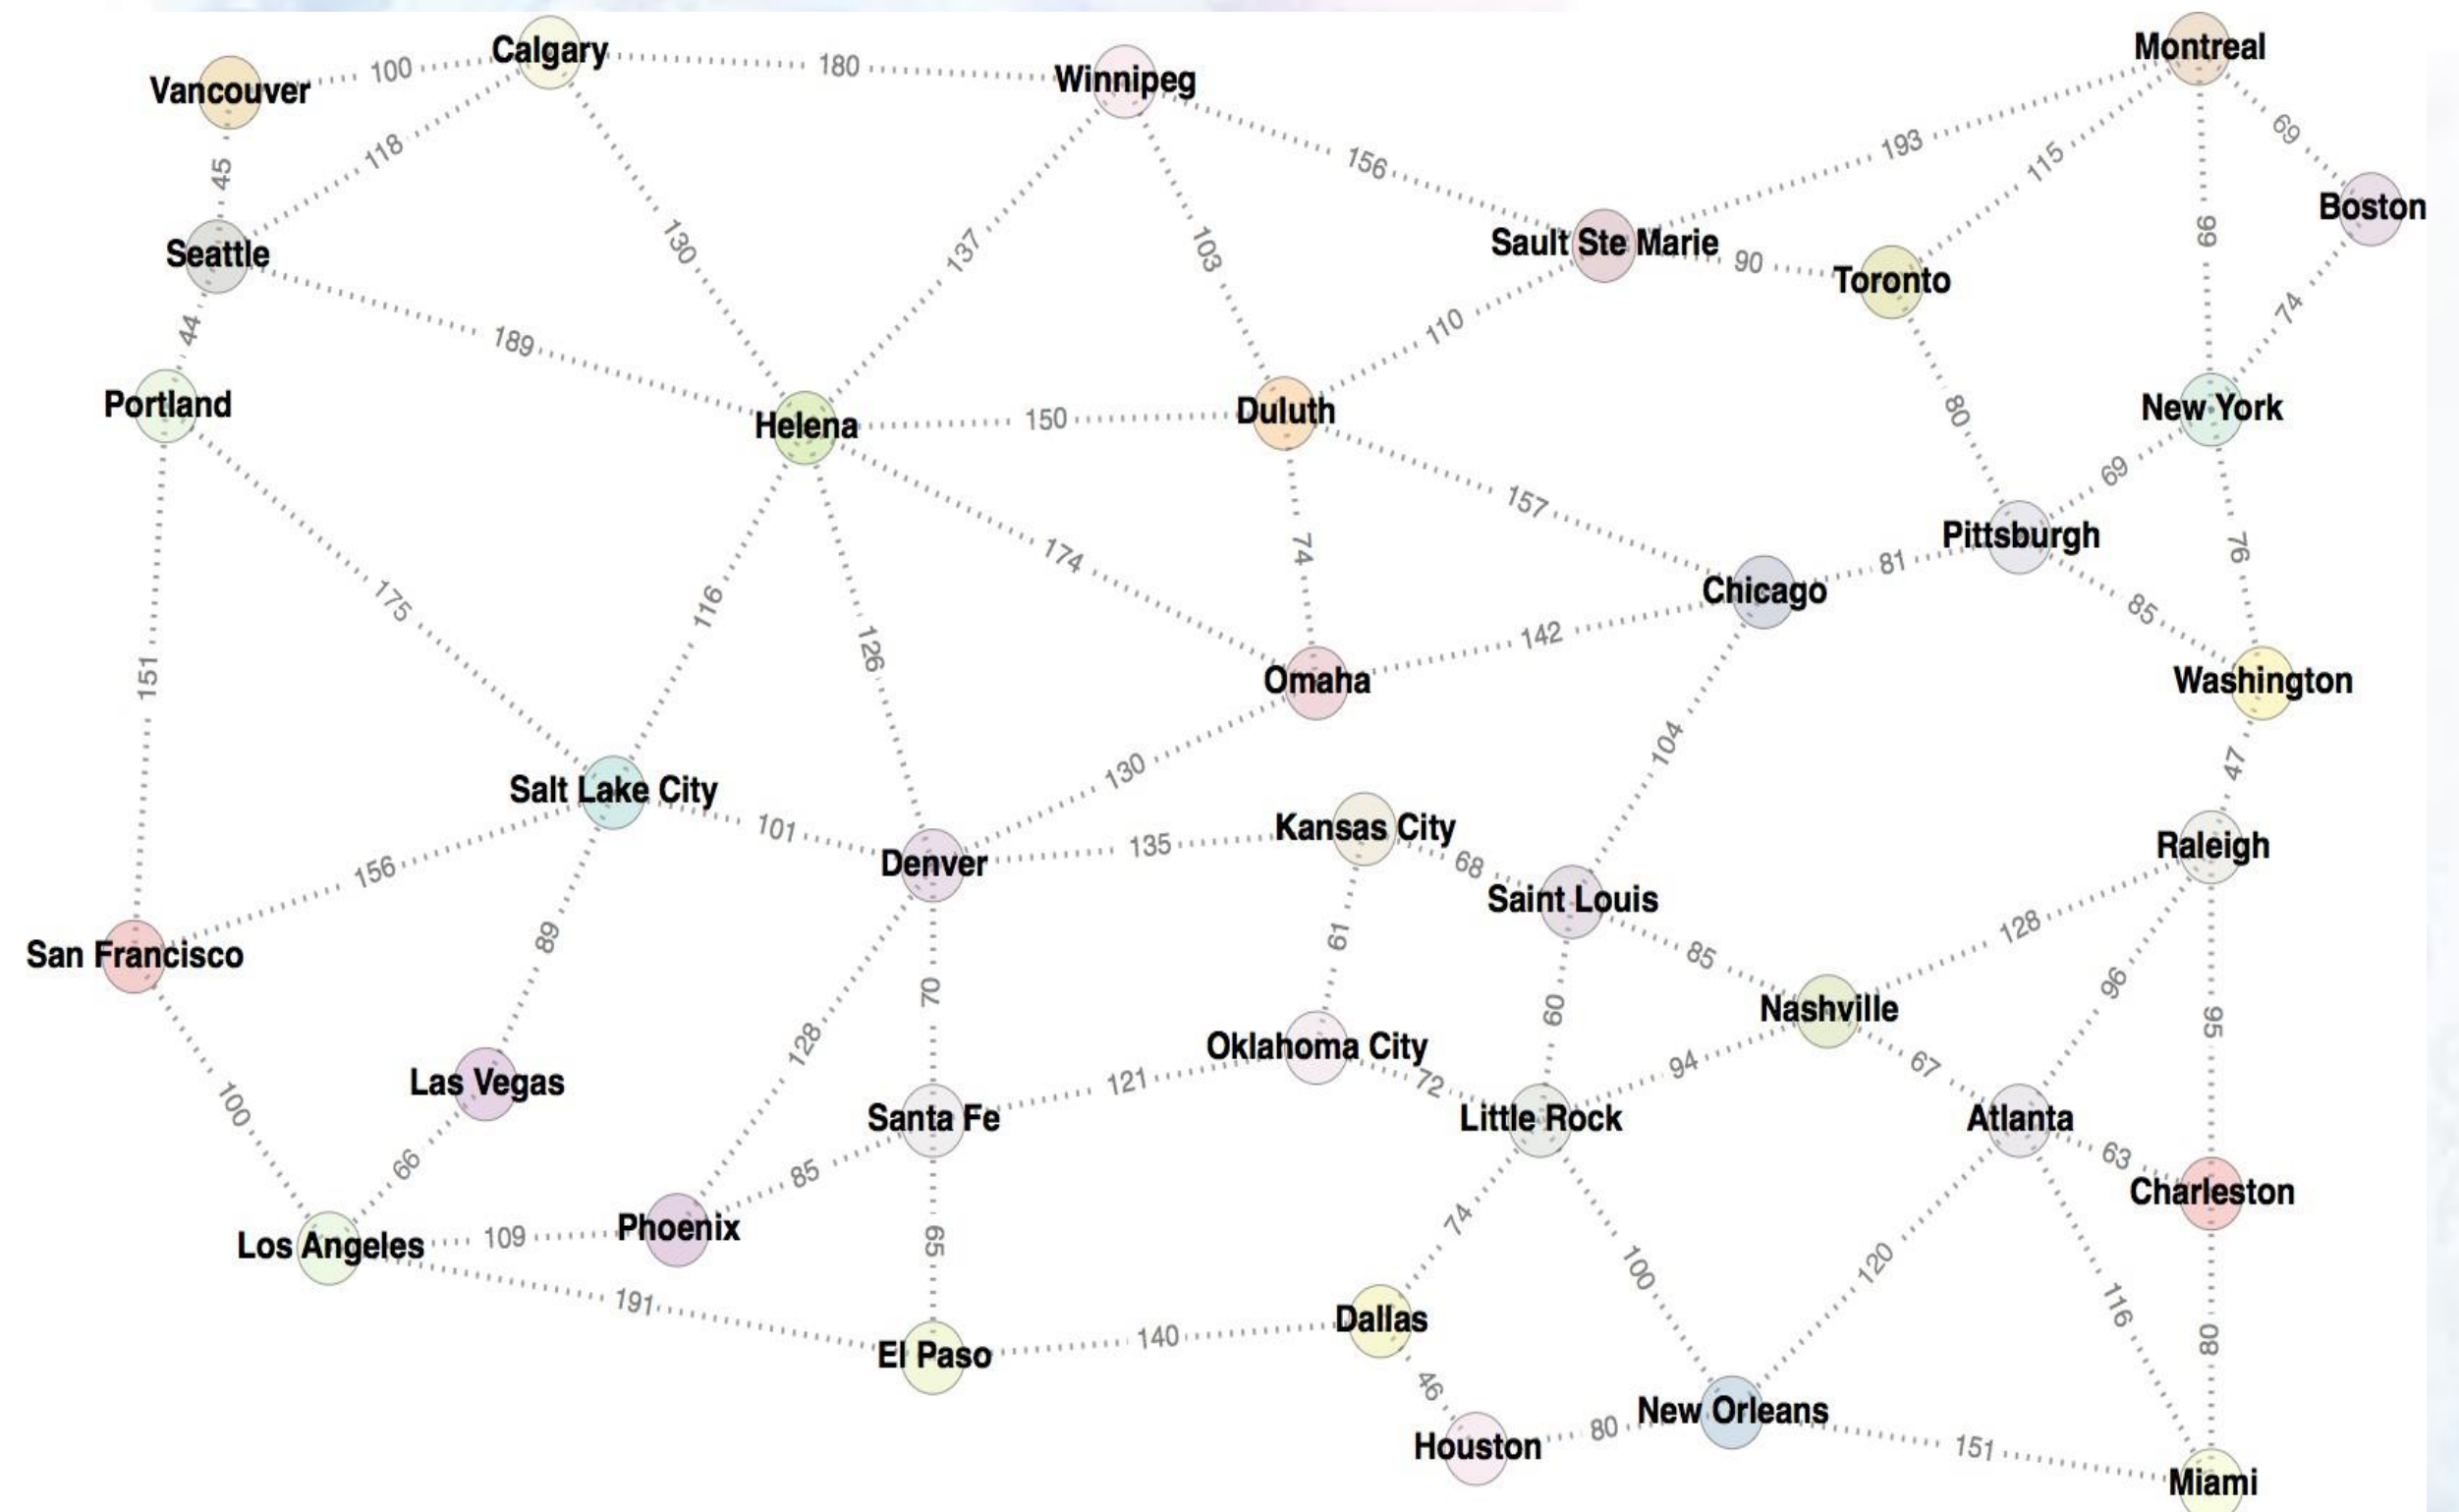 Montreal
Calgary
Vancouver
100
180
Winnipeg
69
118
45
193
115
156
Boston
Seattle
130
137
103
99
Sault Ste Marie
90
Toronto
74
44
189
110
Portland
Helena
150
Duluth
80
New York
69
157
174
74
Pittsburgh
76
81
85
Chicago
175
116
126
142
151
Omaha
Washington
104
47
130
Salt Lake City
101
Kansas City
Raleigh
135
Denver
68
156
Saint Louis
128
89
61
85
San Francisco
96
70
Nashville
60
95
128
Oklahoma City
67
94
Las Vegas
121
72
100
Santa Fe
Little Rock
Atlanta
66
85
63
Charleston
74
Phoenix
109
Los Angeles
65
100
120
191
116
Dallas
140
80
El Paso
46
New Orleans
80
Houston
151
Miami